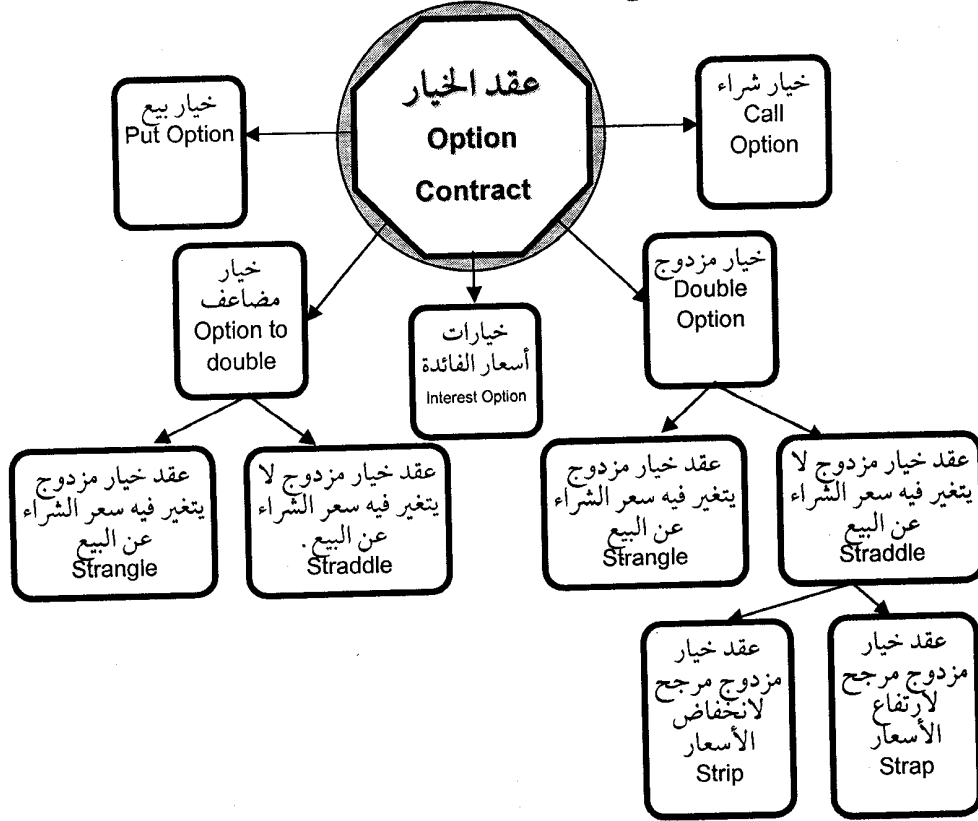 عقد الخيار
Option
Contract
خيار شراء
Call
Option
خيار بيع
Put Option
خيار مزدوج
Double
Option
خيارات
أسعار الفائدة
Interest Option
خيار
مضاعف
Option to
double
عقد خيار مزدوج لا
يتغير فيه سعر الشراء
عن البيع
Straddle
عقد خيار مزدوج
يتغير فيه سعر الشراء
عن البيع
Strangle
عقد خيار مزدوج لا
يتغير فيه سعر الشراء
عن البيع .
Straddle
عقد خيار مزدوج
يتغير فيه سعر الشراء
عن البيع
Strangle
عقد خيار
مزدوج مرجح
لارتفاع
الأسعار
Strap
عقد خيار
مزدوج مرجح
لانخفاض
الأسعار
Strip